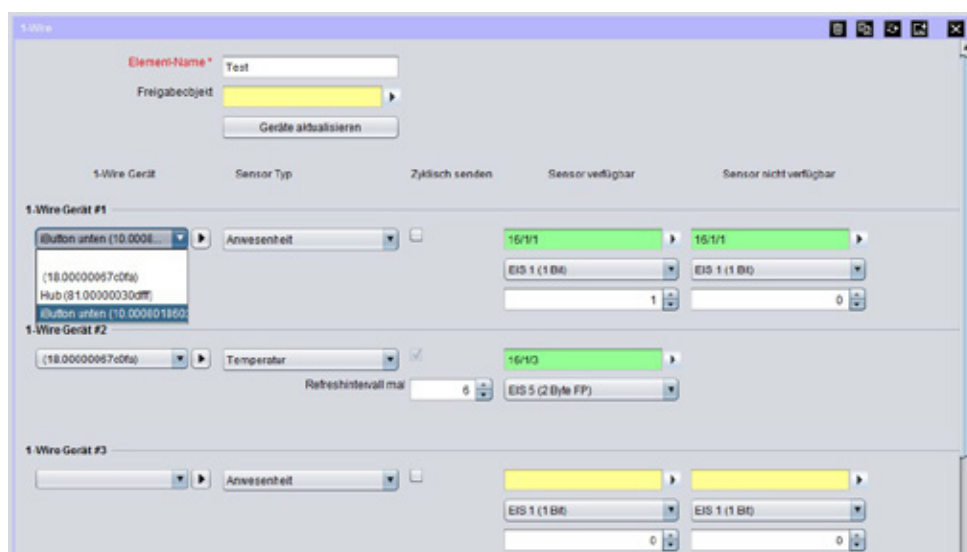 1-Wire
Element-Name * Test
Freigabeobjekt
Geräte aktualisieren
1-Wire Gerät Sensor Typ Zyklisch senden Sensor verfügbar Sensor nicht verfügbar
1-Wire Gerät #1
iButton unten (10.0008... Anwesenheit 16/1/1 16/1/1
(18.00000067c0fa) EIS 1 (1 Bit) EIS 1 (1 Bit)
Hub (81.00000030dfff) 1 0
iButton unten (10.000801860
1-Wire Gerät #2
(18.00000067c0fa) Temperatur 16/1/3
Refreshintervall mal 6 EIS 5 (2 Byte FP)
1-Wire Gerät #3
Anwesenheit
EIS 1 (1 Bit) EIS 1 (1 Bit)
0 0